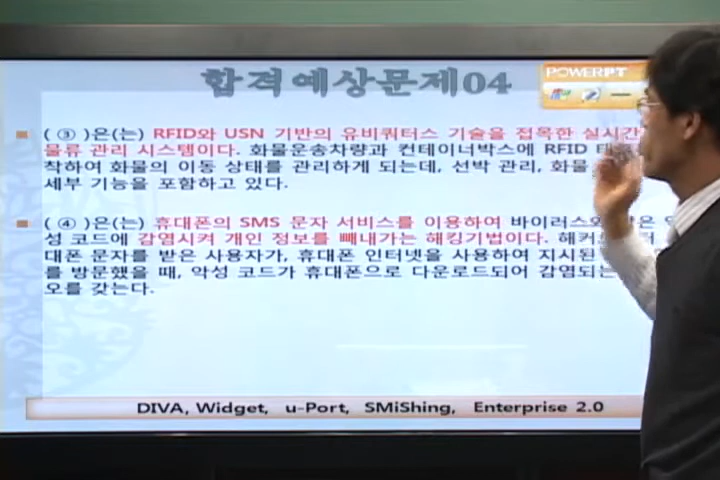 합격예상문제04
POWERPT
( ③ )은(는) RFID와 USN 기반의 유비쿼터스 기술을 접목한 실시간
물류 관리 시스템이다. 화물운송차량과 컨테이너박스에 RFID
착하여 화물의 이동 상태를 관리하게 되는데, 선박 관리, 화물
세부 기능을 포함하고 있다.
( ④ )은(는) 휴대폰의 SMS 문자 서비스를 이용하여
성 코드에 감염시켜 개인 정보를 빼내가는 해킹기법이다.
대폰 문자를 받은 사용자가, 휴대폰 인터넷을 사용하여 지시된
를 방문했을 때, 악성 코드가 휴대폰으로 다운로드되어 감염되는
오를 갖는다.
DIVA, Widget, u-Port, SMiShing, Enterprise 2.0